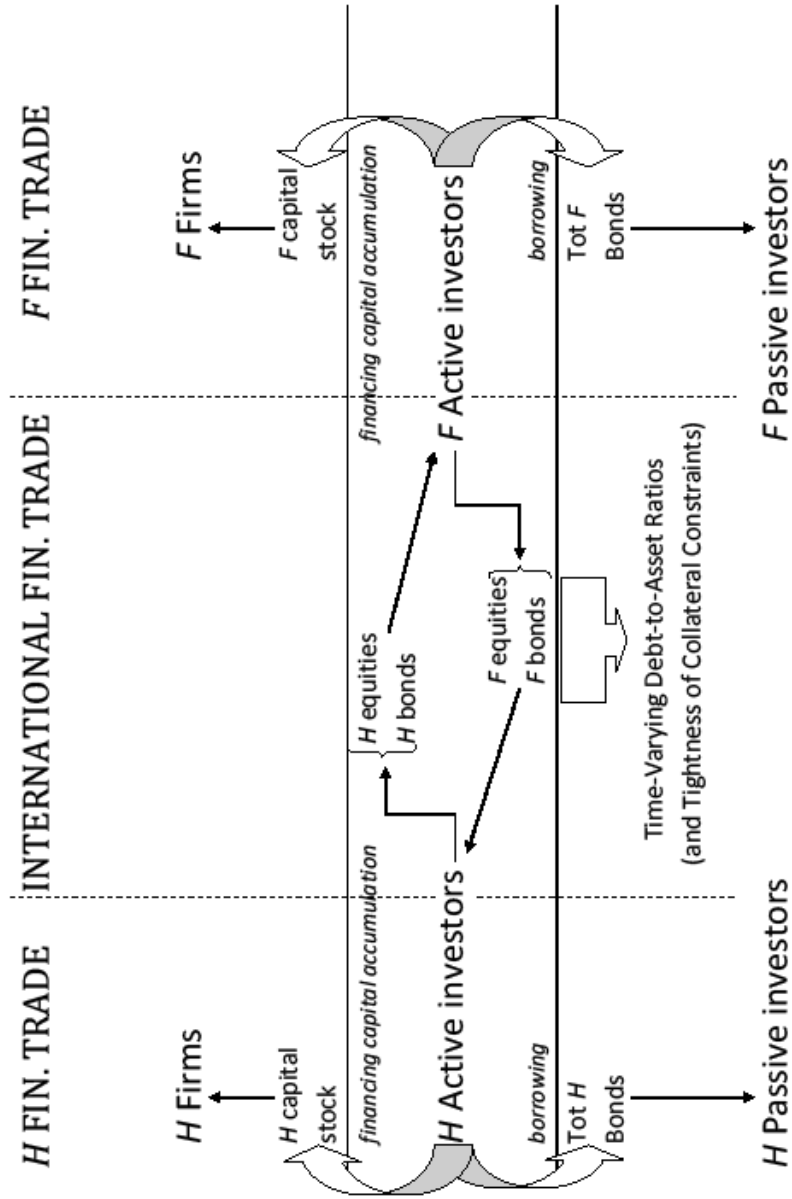 H FIN. TRADE
INTERNATIONAL FIN. TRADE
F FIN. TRADE
H Firms
F Firms
H capital
stock
F capital
stock
financing capital accumulation
financing capital accumulation
H equities
H bonds
H Active investors
F Active investors
F equities
F bonds
borrowing
borrowing
Tot H
Bonds
Tot F
Bonds
Time-Varying Debt-to-Asset Ratios
(and Tightness of Collateral Constraints)
H Passive investors
F Passive investors